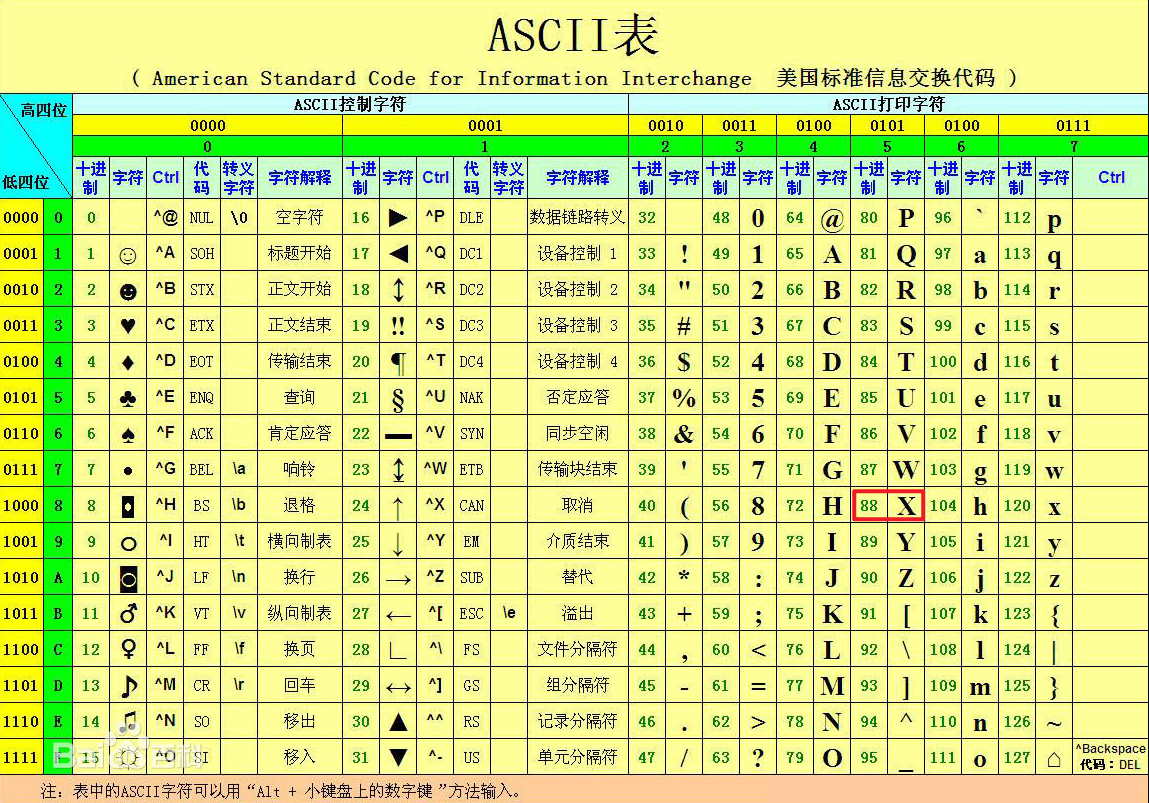 ASCII表
( American Standard Code for Information Interchange 美国标准信息交换代码 )
高四位 ASCII控制字符 ASCII打印字符
0000 0001 0010 0011 0100 0101 0100 0111
0 1 2 3 4 5 6 7
低四位 十进制 字符 Ctrl 代码 转义字符 字符解释 十进制 字符 Ctrl 代码 转义字符 字符解释 十进制 字符 十进制 字符 十进制 字符 十进制 字符 十进制 字符 十进制 字符 Ctrl
0000 0 0 ^@ NUL \0 空字符 16 ► ^P DLE 数据链路转义 32 48 0 64 @ 80 P 96 ` 112 p
0001 1 1 ☺ ^A SOH 标题开始 17 ◄ ^Q DC1 设备控制 1 33 ! 49 1 65 A 81 Q 97 a 113 q
0010 2 2 ☻ ^B STX 正文开始 18 ↕ ^R DC2 设备控制 2 34 " 50 2 66 B 82 R 98 b 114 r
0011 3 3 ♥ ^C ETX 正文结束 19 ‼ ^S DC3 设备控制 3 35 # 51 3 67 C 83 S 99 c 115 s
0100 4 4 ♦ ^D EOT 传输结束 20 ¶ ^T DC4 设备控制 4 36 $ 52 4 68 D 84 T 100 d 116 t
0101 5 5 ♣ ^E ENQ 查询 21 § ^U NAK 否定应答 37 % 53 5 69 E 85 U 101 e 117 u
0110 6 6 ♠ ^F ACK 肯定应答 22 ▬ ^V SYN 同步空闲 38 & 54 6 70 F 86 V 102 f 118 v
0111 7 7 • ^G BEL \a 响铃 23 ↨ ^W ETB 传输块结束 39 ' 55 7 71 G 87 W 103 g 119 w
1000 8 8 ◘ ^H BS \b 退格 24 ↑ ^X CAN 取消 40 ( 56 8 72 H 88 X 104 h 120 x
1001 9 9 ○ ^I HT \t 横向制表 25 ↓ ^Y EM 介质结束 41 ) 57 9 73 I 89 Y 105 i 121 y
1010 A 10 ◙ ^J LF \n 换行 26 → ^Z SUB 替代 42 * 58 : 74 J 90 Z 106 j 122 z
1011 B 11 ♂ ^K VT \v 纵向制表 27 ← ^[ ESC \e 溢出 43 + 59 ; 75 K 91 [ 107 k 123 {
1100 C 12 ♀ ^L FF \f 换页 28 ∟ ^\ FS 文件分隔符 44 , 60 < 76 L 92 \ 108 l 124 |
1101 D 13 ♪ ^M CR \r 回车 29 ↔ ^] GS 组分隔符 45 - 61 = 77 M 93 ] 109 m 125 }
1110 E 14 ♫ ^N SO 移出 30 ▲ ^^ RS 记录分隔符 46 . 62 > 78 N 94 ^ 110 n 126 ~
1111 F 15 ☼ ^O SI 移入 31 ▼ ^- US 单元分隔符 47 / 63 ? 79 O 95 _ 111 o 127 ⌂ ^Backspace 代码：DEL
Baidu百科
注：表中的ASCII字符可以用“Alt + 小键盘上的数字键”方法输入。